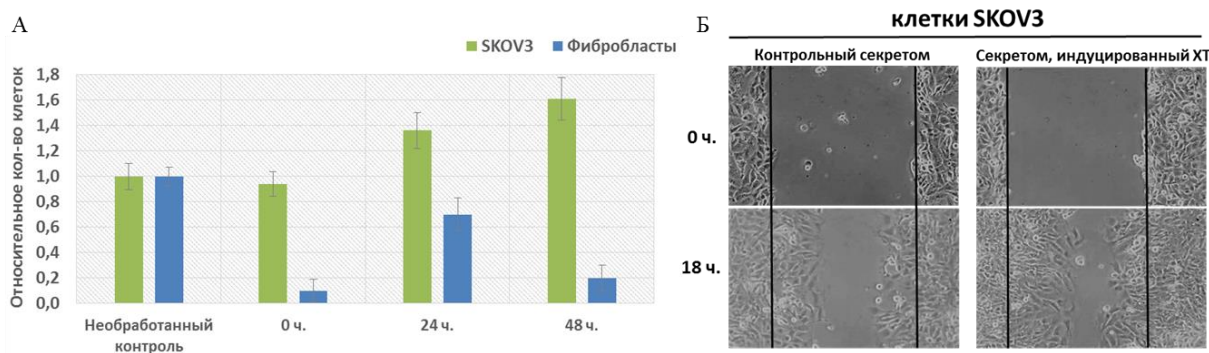 А
SKOV3 Фибробласты
Относительное кол-во клеток
1,8
1,6
1,4
1,2
1,0
0,8
0,6
0,4
0,2
0,0
Необработанный контроль
0 ч.
24 ч.
48 ч.
Б
клетки SKOV3
Контрольный секретом
Секретом, индуцированный ХТ
0 ч.
18 ч.